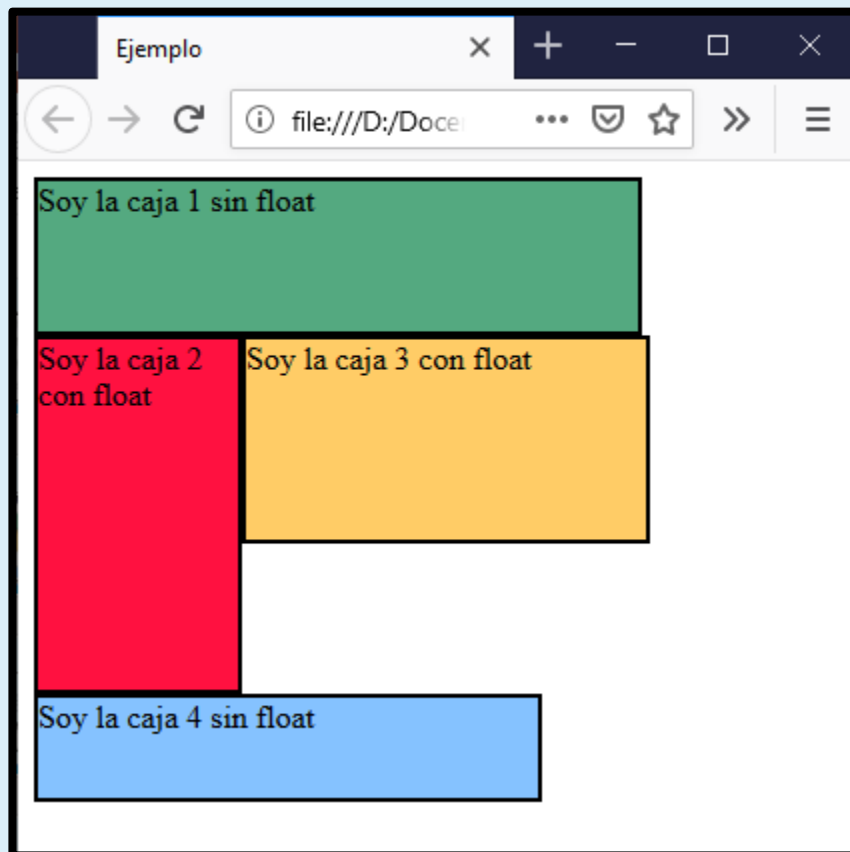 Ejemplo
file:///D:/Doce
Soy la caja 1 sin float
Soy la caja 2
con float
Soy la caja 3 con float
Soy la caja 4 sin float